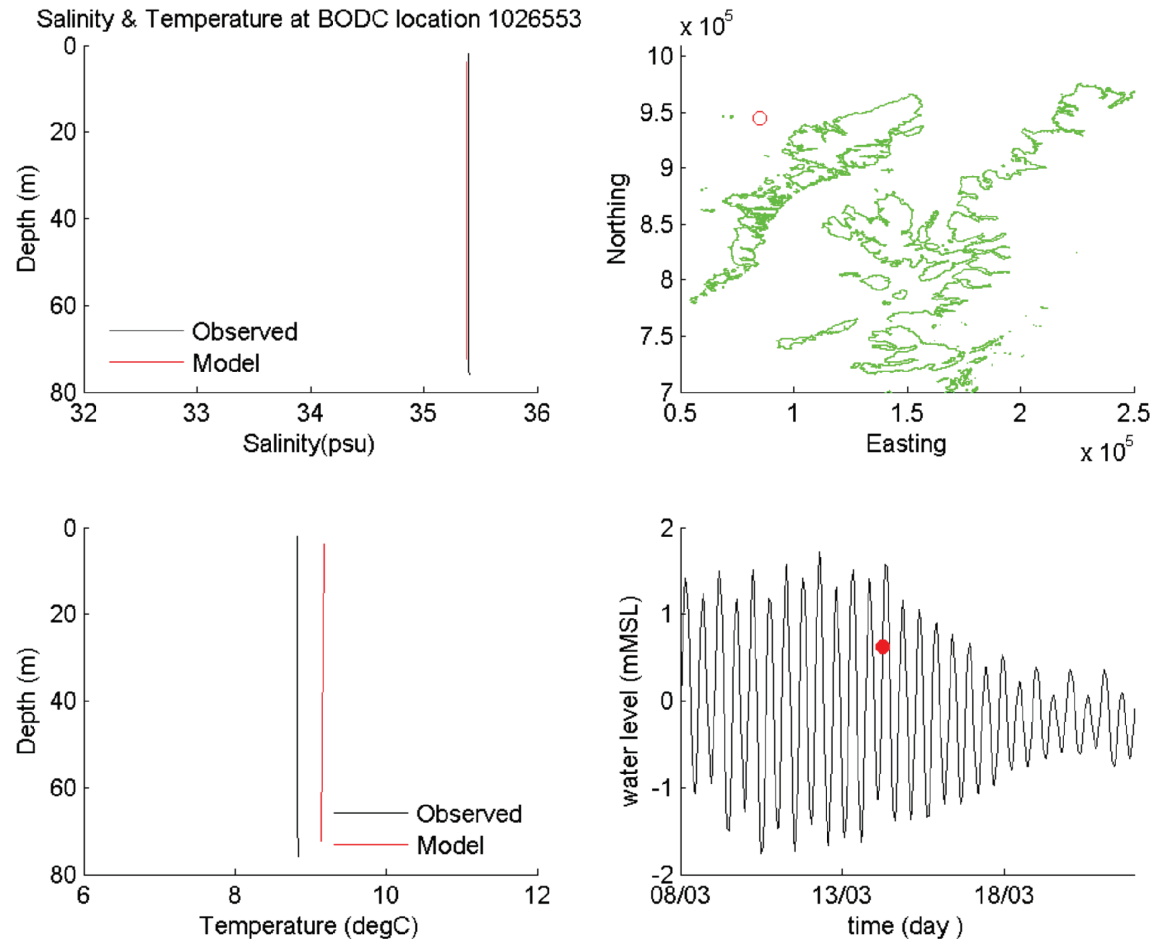 Salinity & Temperature at BODC location 1026553
0
20
40
60
80
Depth (m)
Observed
Model
32
33
34
35
36
Salinity(psu)
x 10^5
10
9.5
9
8.5
8
7.5
7
Northing
0.5
1
1.5
2
2.5
Easting
x 10^5
0
20
40
60
80
Depth (m)
Observed
Model
6
8
10
12
Temperature (degC)
2
1
0
-1
-2
water level (mMSL)
08/03
13/03
18/03
time (day )